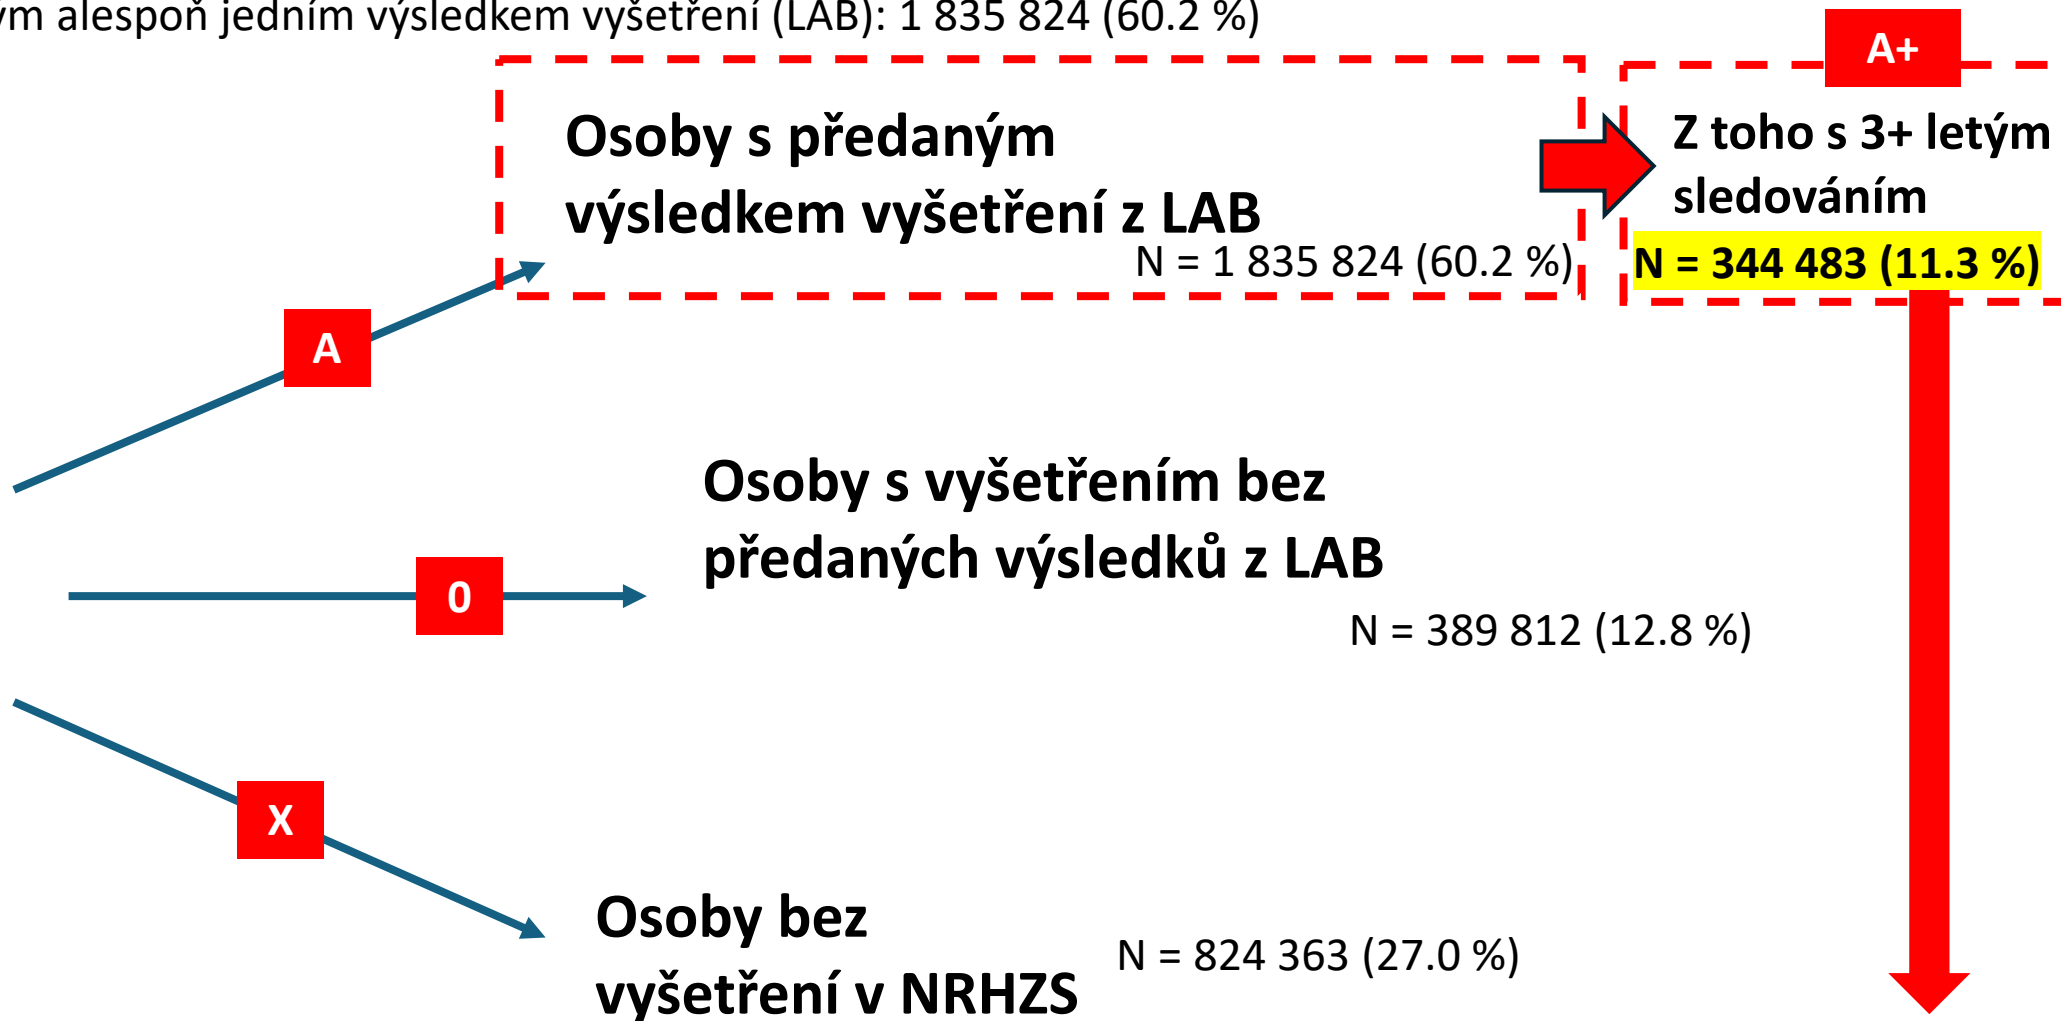 ým alespoň jedním výsledkem vyšetření (LAB): 1 835 824 (60.2 %)
A+
Osoby s předaným
výsledkem vyšetření z LAB
N = 1 835 824 (60.2 %)
Z toho s 3+ letým
sledováním
N = 344 483 (11.3 %)
A
Osoby s vyšetřením bez
předaných výsledků z LAB
0
N = 389 812 (12.8 %)
X
Osoby bez
vyšetření v NRHZS
N = 824 363 (27.0 %)